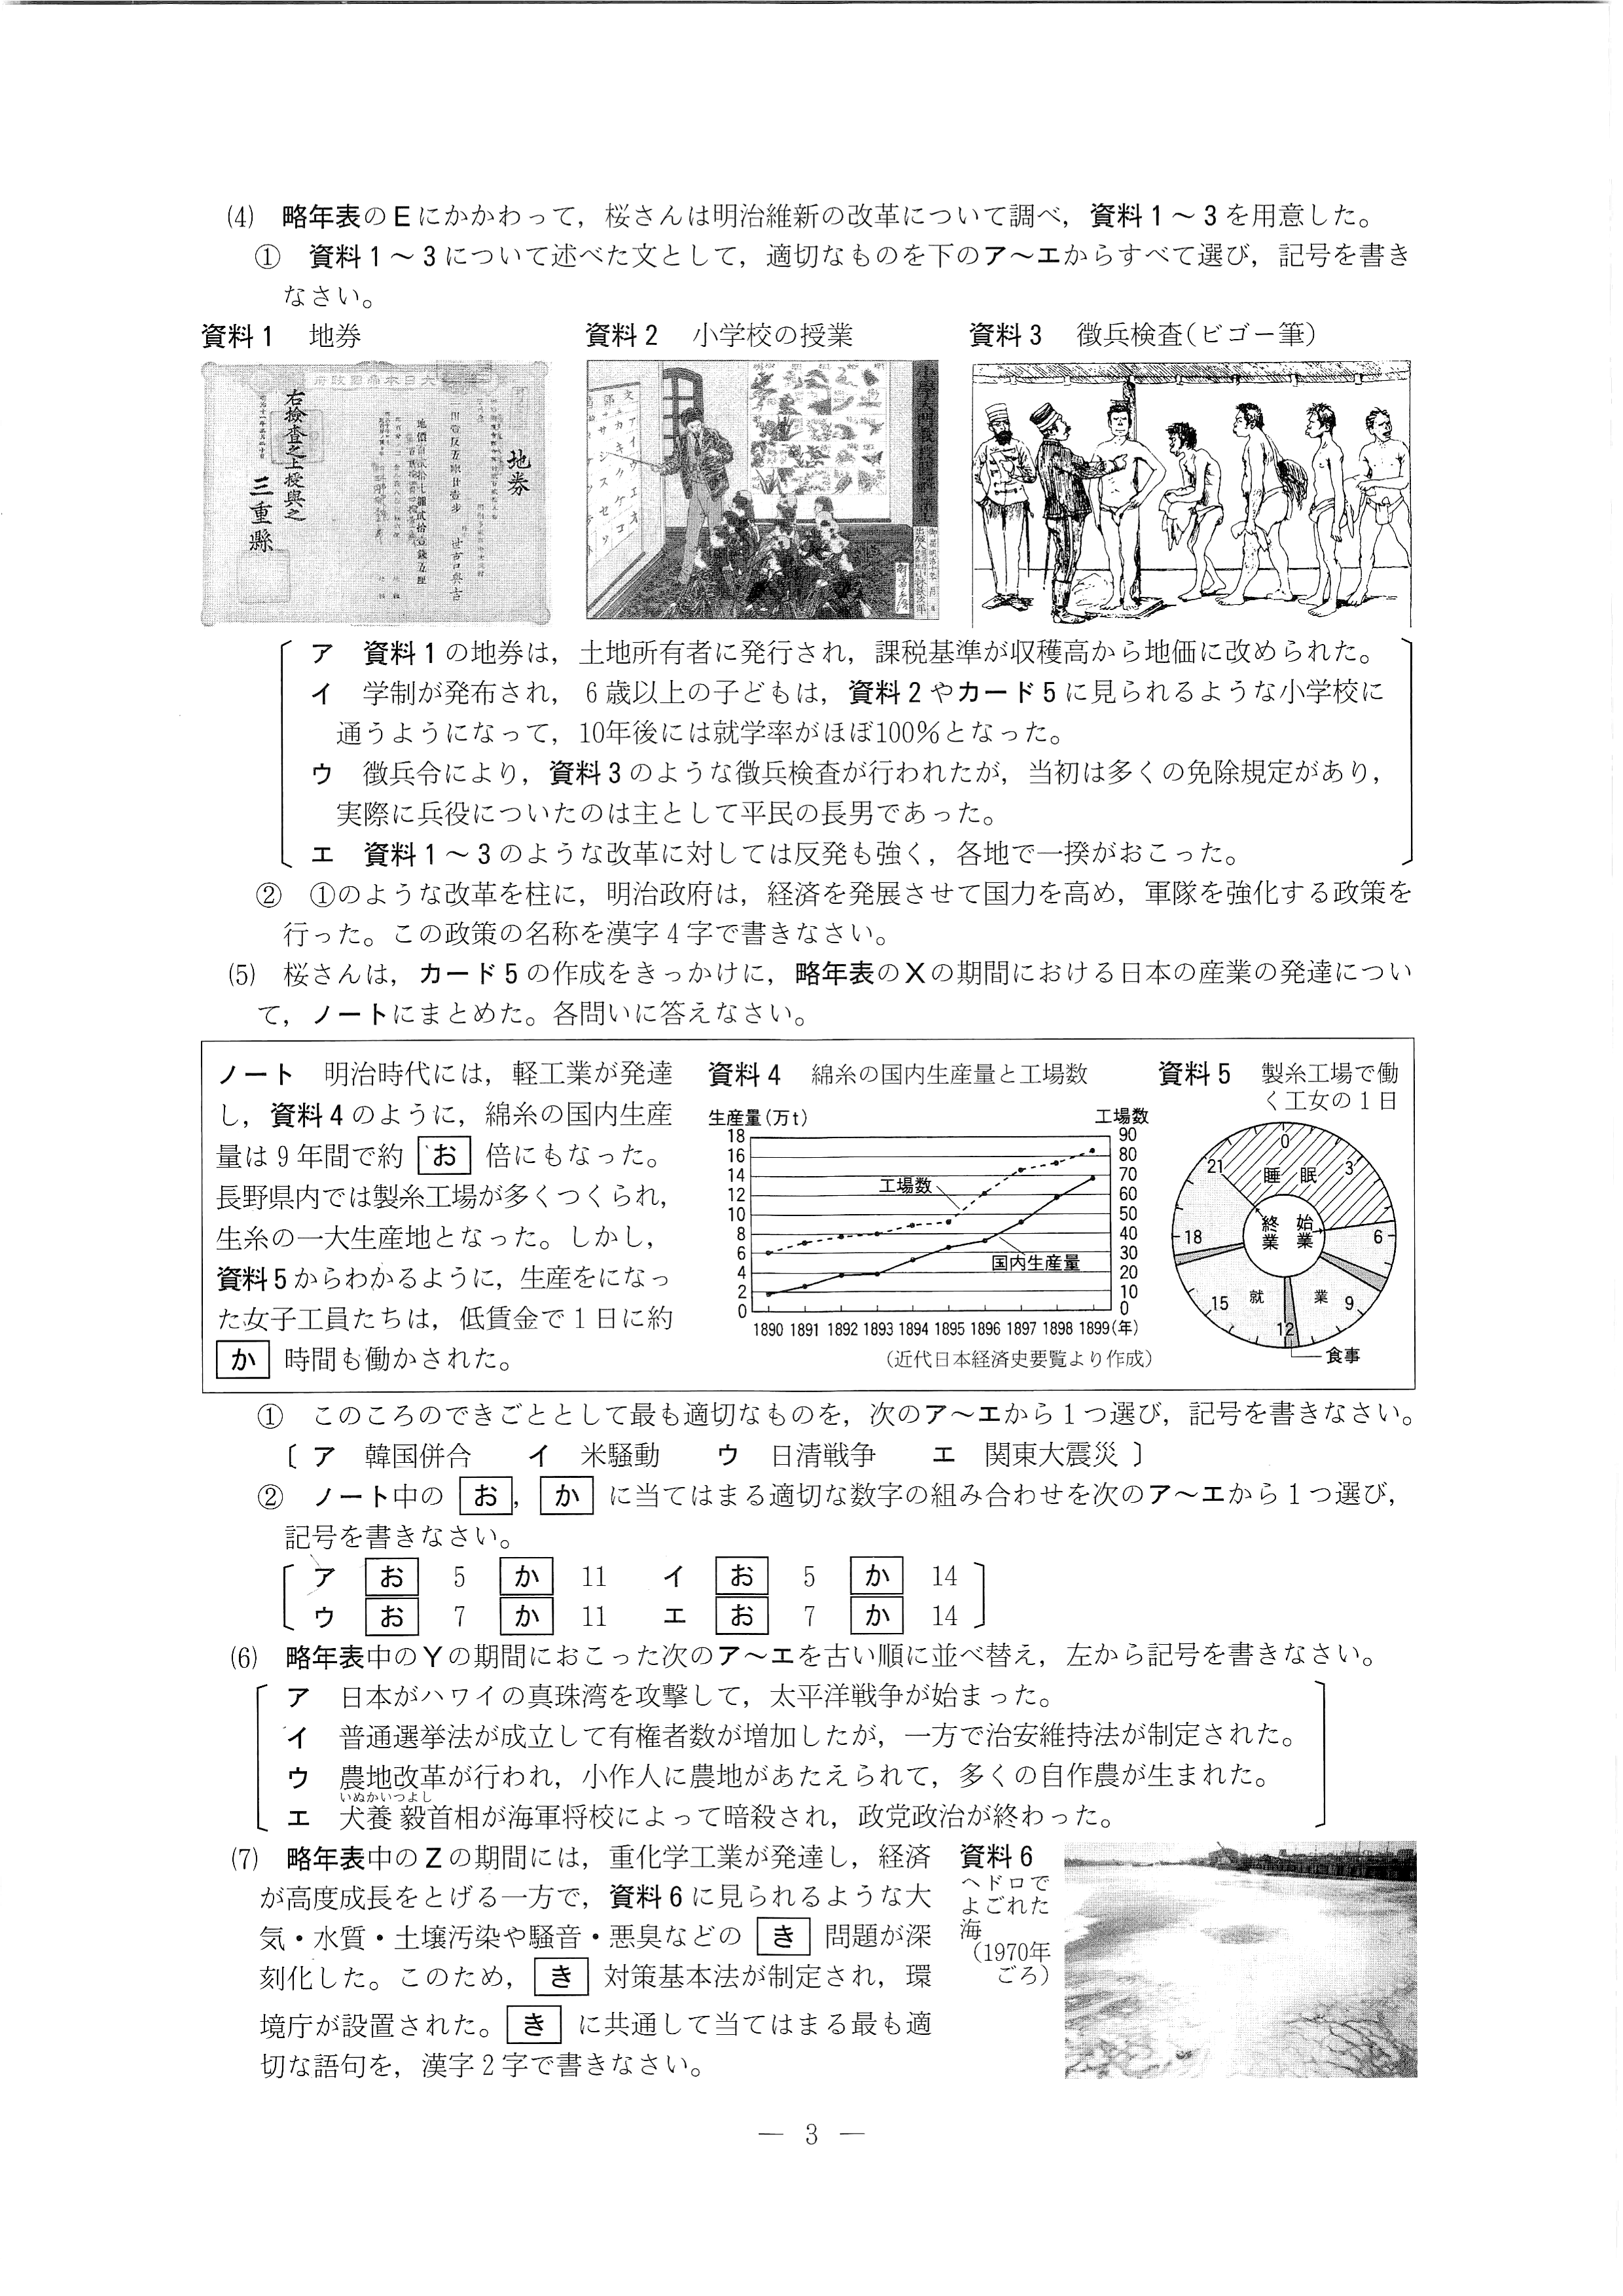 (4) 略年表のEにかかわって，桜さんは明治維新の改革について調べ，資料1～3を用意した。
① 資料1～3について述べた文として，適切なものを下のア～エからすべて選び，記号を書き
なさい。
資料1 地券
資料2 小学校の授業
資料3 徴兵検査(ビゴー筆)
地券
右検査之上授與之
三重縣
ア 資料1の地券は，土地所有者に発行され，課税基準が収穫高から地価に改められた。
イ 学制が発布され，6歳以上の子どもは，資料2やカード5に見られるような小学校に
通うようになって，10年後には就学率がほぼ100％となった。
ウ 徴兵令により，資料3のような徴兵検査が行われたが，当初は多くの免除規定があり，
実際に兵役についたのは主として平民の長男であった。
エ 資料1～3のような改革に対しては反発も強く，各地で一揆がおこった。
② ①のような改革を柱に，明治政府は，経済を発展させて国力を高め，軍隊を強化する政策を
行った。この政策の名称を漢字4字で書きなさい。
(5) 桜さんは，カード5の作成をきっかけに，略年表のXの期間における日本の産業の発達につい
て，ノートにまとめた。各問いに答えなさい。
ノート 明治時代には，軽工業が発達
し，資料4のように，綿糸の国内生産
量は9年間で約 お 倍にもなった。
長野県内では製糸工場が多くつくられ，
生糸の一大生産地となった。しかし，
資料5からわかるように，生産をになっ
た女子工員たちは，低賃金で1日に約
か 時間も働かされた。
資料4 綿糸の国内生産量と工場数
生産量(万t) 工場数
18 90
16 80
14 70
12 60
10 50
8 40
6 30
4 20
2 10
0 0
工場数
国内生産量
1890 1891 1892 1893 1894 1895 1896 1897 1898 1899(年)
(近代日本経済史要覧より作成)
資料5 製糸工場で働
く工女の1日
0
21 睡眠 3
終業 始業
18 6
15 就業 9
12
食事
① このころのできごととして最も適切なものを，次のア～エから1つ選び，記号を書きなさい。
〔 ア 韓国併合 イ 米騒動 ウ 日清戦争 エ 関東大震災 〕
② ノート中の お ， か に当てはまる適切な数字の組み合わせを次のア～エから1つ選び，
記号を書きなさい。
ア お 5 か 11 イ お 5 か 14
ウ お 7 か 11 エ お 7 か 14
(6) 略年表中のYの期間におこった次のア～エを古い順に並べ替え，左から記号を書きなさい。
ア 日本がハワイの真珠湾を攻撃して，太平洋戦争が始まった。
イ 普通選挙法が成立して有権者数が増加したが，一方で治安維持法が制定された。
ウ 農地改革が行われ，小作人に農地があたえられて，多くの自作農が生まれた。
いぬかいつよし
エ 犬養毅首相が海軍将校によって暗殺され，政党政治が終わった。
(7) 略年表中のZの期間には，重化学工業が発達し，経済
が高度成長をとげる一方で，資料6に見られるような大
気・水質・土壌汚染や騒音・悪臭などの き 問題が深
刻化した。このため， き 対策基本法が制定され，環
境庁が設置された。 き に共通して当てはまる最も適
切な語句を，漢字2字で書きなさい。
資料6
ヘドロで
よごれた
海
(1970年
ごろ)
― 3 ―